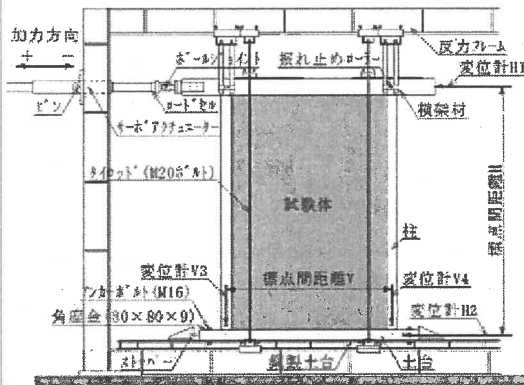 加力方向
+ −
ボールジョイント
振れ止めローラー
反力フレーム
変位計H1
ピン
ロードセル
横架材
サーボアクチュエーター
タイロッド(M20ボルト)
試験体
標点間距離H
柱
変位計V3
標点間距離V
変位計V4
アンカーボルト(M16)
変位計H2
角座金(80×80×9)
ストッパー
鋼製土台
土台